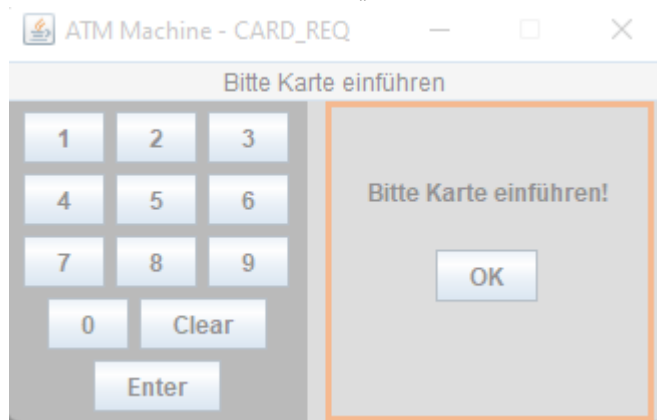 ATM Machine - CARD_REQ
Bitte Karte einführen
1 2 3
4 5 6
7 8 9
0 Clear
Enter
Bitte Karte einführen!
OK